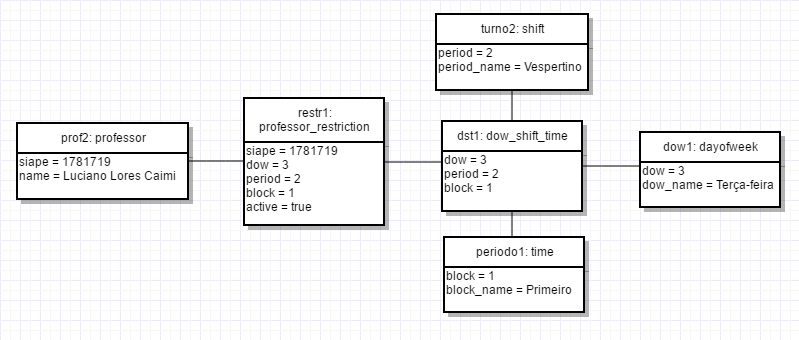 turno2: shift
period = 2
period_name = Vespertino
prof2: professor
siape = 1781719
name = Luciano Lores Caimi
restr1:
professor_restriction
siape = 1781719
dow = 3
period = 2
block = 1
active = true
dst1: dow_shift_time
dow = 3
period = 2
block = 1
dow1: dayofweek
dow = 3
dow_name = Terça-feira
periodo1: time
block = 1
block_name = Primeiro